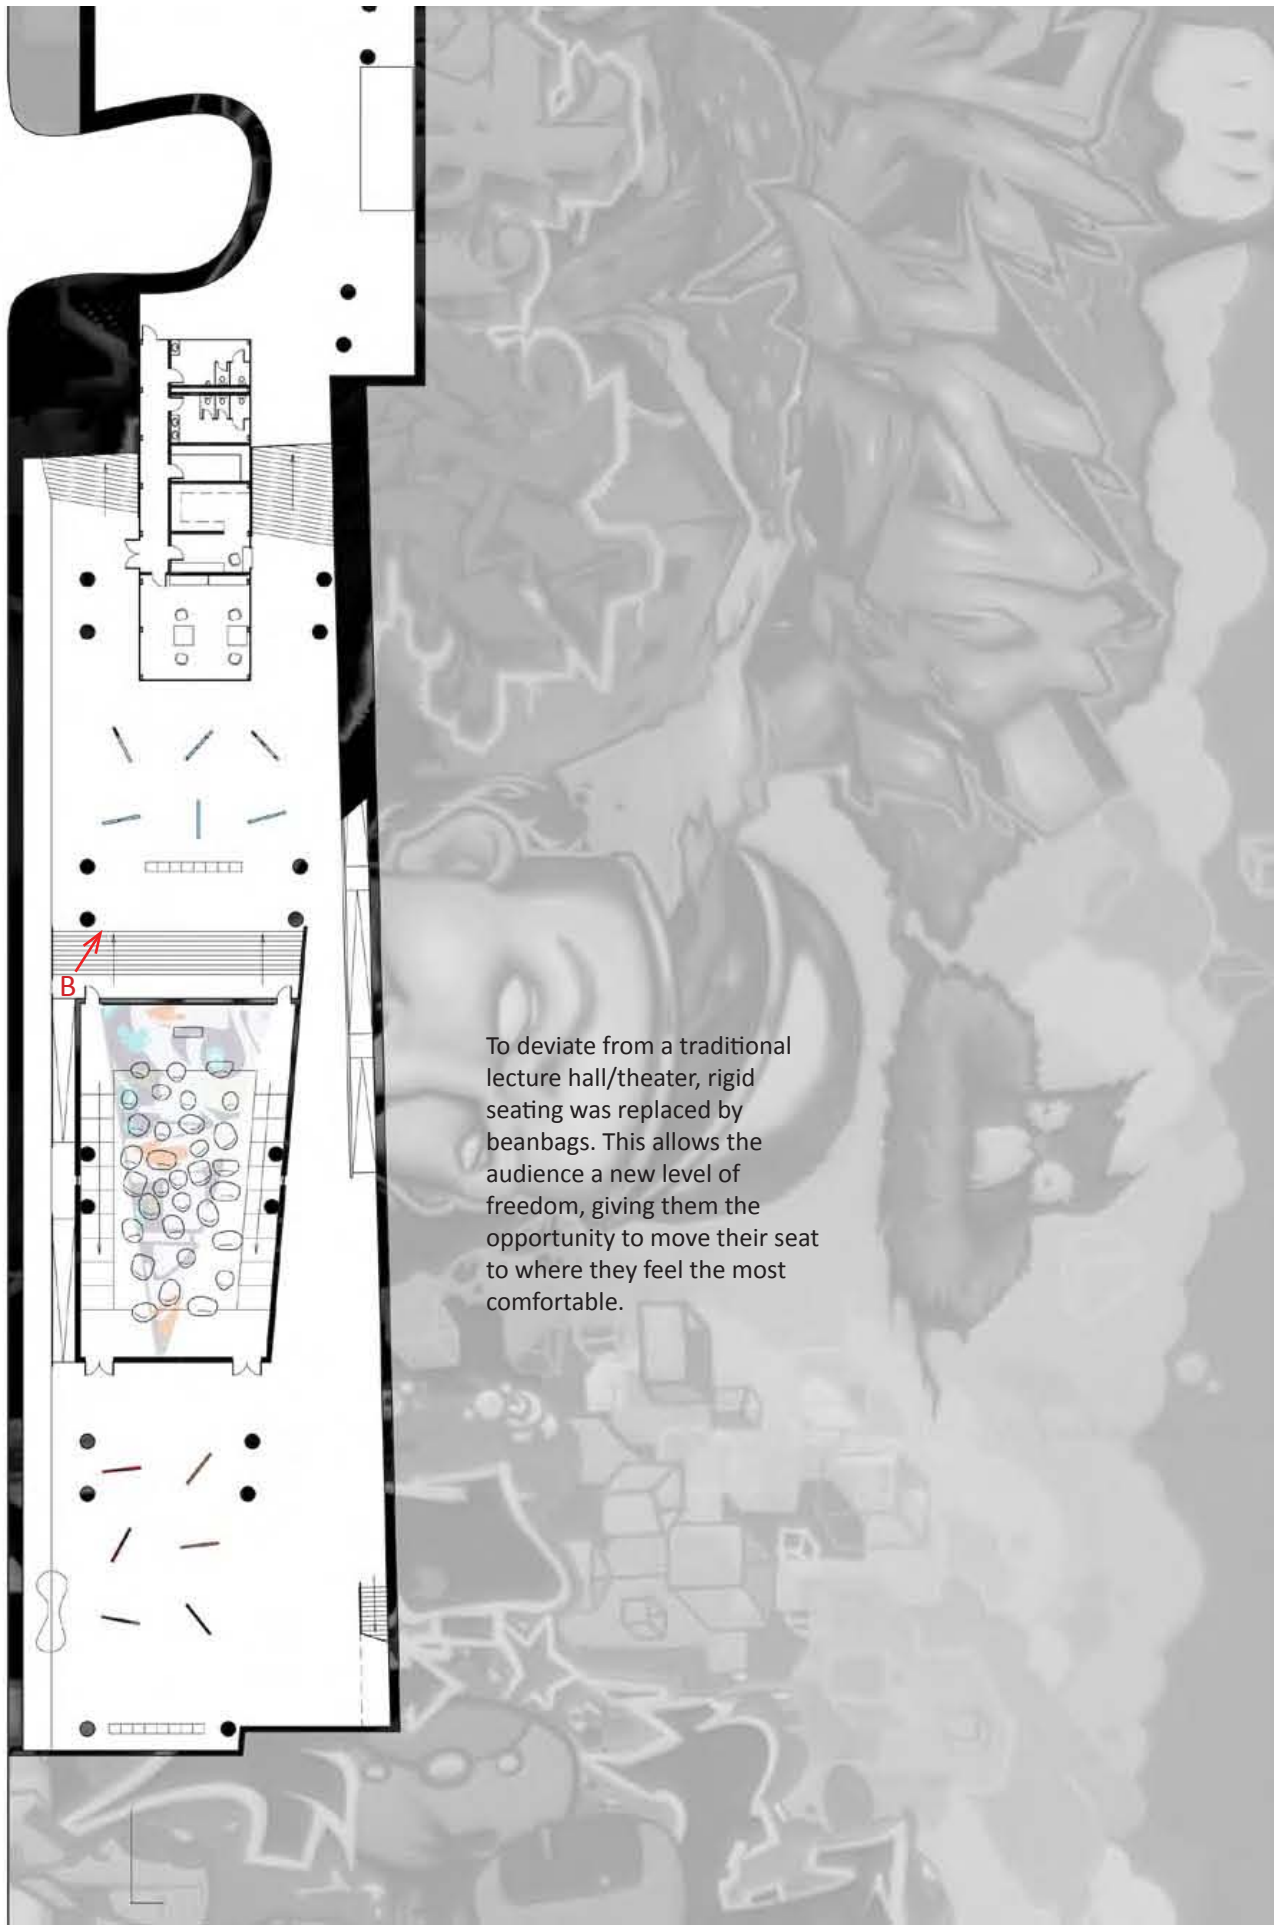 B
To deviate from a traditional
lecture hall/theater, rigid
seating was replaced by
beanbags. This allows the
audience a new level of
freedom, giving them the
opportunity to move their seat
to where they feel the most
comfortable.